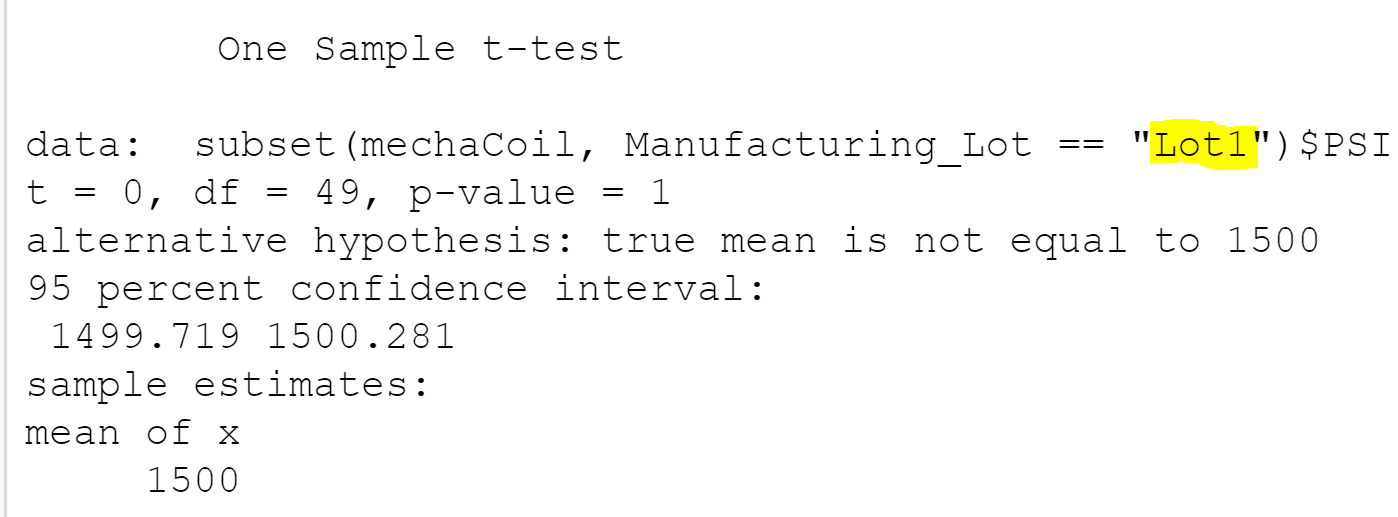 One Sample t-test
data:  subset(mechaCoil, Manufacturing_Lot == "Lot1")$PSI
t = 0, df = 49, p-value = 1
alternative hypothesis: true mean is not equal to 1500
95 percent confidence interval:
 1499.719 1500.281
sample estimates:
mean of x
     1500